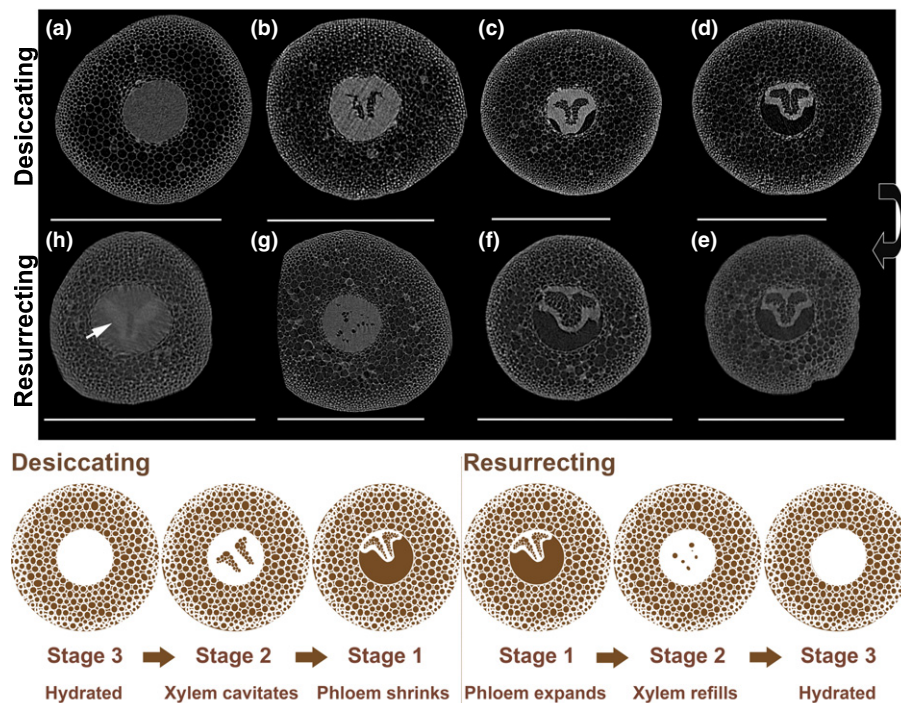 Desiccating
(a) (b) (c) (d)
Resurrecting
(h) (g) (f) (e)
Desiccating Resurrecting
Stage 3 Stage 2 Stage 1 Stage 1 Stage 2 Stage 3
Hydrated Xylem cavitates Phloem shrinks Phloem expands Xylem refills Hydrated